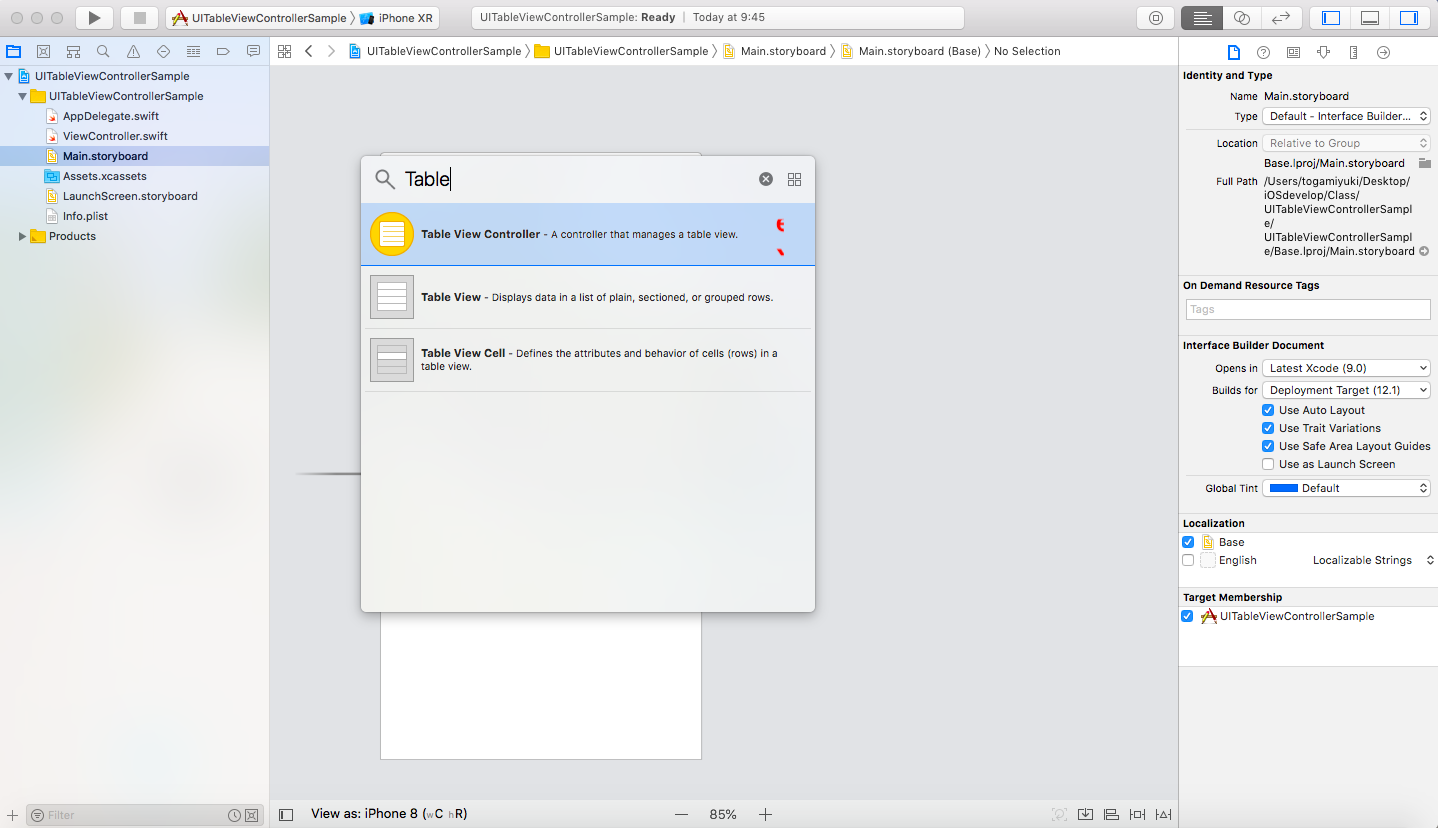 UITableViewControllerSample iPhone XR
UITableViewControllerSample: Ready | Today at 9:45
UITableViewControllerSample UITableViewControllerSample Main.storyboard Main.storyboard (Base) No Selection
UITableViewControllerSample
UITableViewControllerSample
AppDelegate.swift
ViewController.swift
Main.storyboard
Assets.xcassets
LaunchScreen.storyboard
Info.plist
Products
Filter
Table
Table View Controller - A controller that manages a table view.
Table View - Displays data in a list of plain, sectioned, or grouped rows.
Table View Cell - Defines the attributes and behavior of cells (rows) in a
table view.
View as: iPhone 8 (wC hR)
85%
Identity and Type
Name Main.storyboard
Type Default - Interface Builder...
Location Relative to Group
Base.lproj/Main.storyboard
Full Path /Users/togamiyuki/Desktop/
iOSdevelop/Class/
UITableViewControllerSampl
e/
UITableViewControllerSampl
e/Base.lproj/Main.storyboard
On Demand Resource Tags
Tags
Interface Builder Document
Opens in Latest Xcode (9.0)
Builds for Deployment Target (12.1)
Use Auto Layout
Use Trait Variations
Use Safe Area Layout Guides
Use as Launch Screen
Global Tint Default
Localization
Base
English Localizable Strings
Target Membership
UITableViewControllerSample